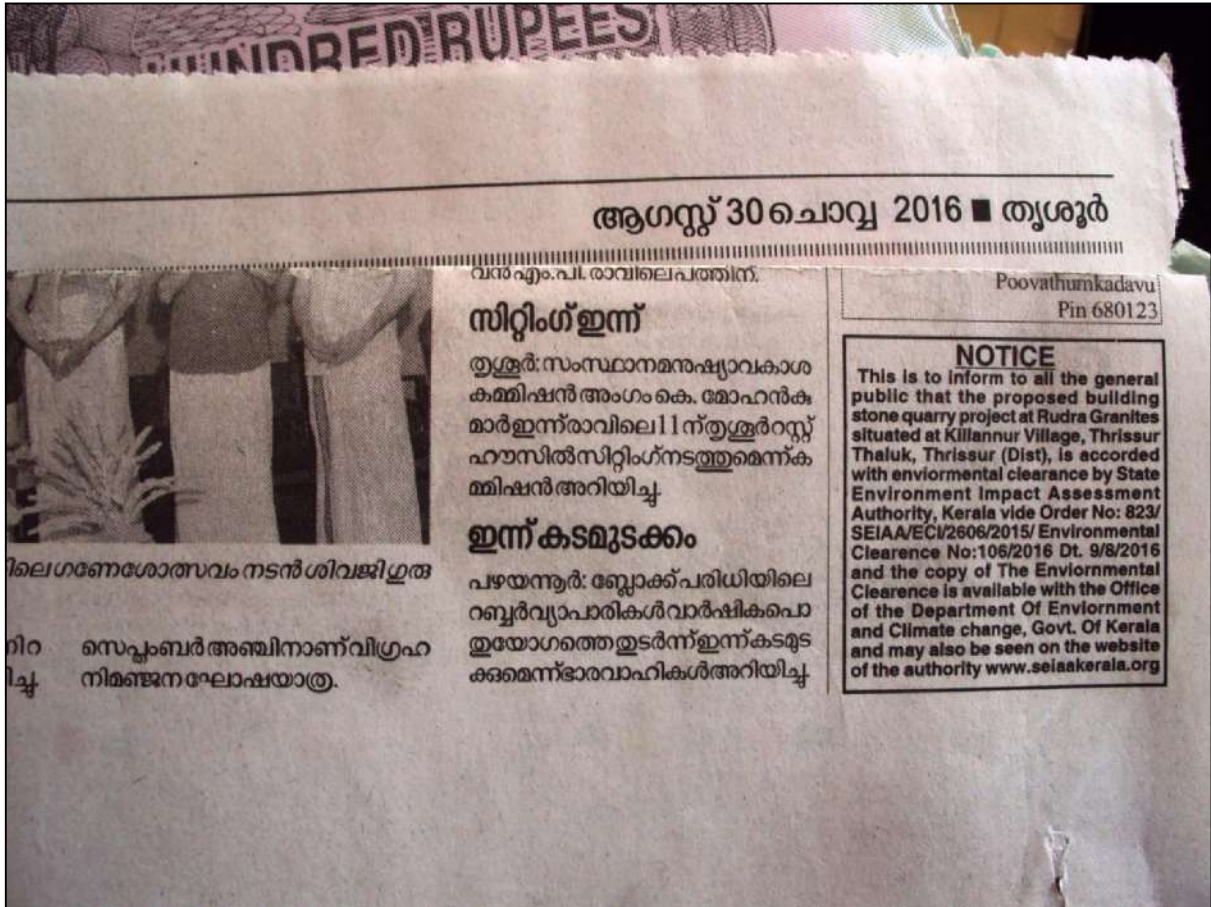 HUNDRED RUPEES
ആഗസ്റ്റ് 30 ചൊവ്വ 2016 ■ തൃശൂർ
ിലെ ഗണേശോത്സവം നടൻ ശിവജി ഗുരു
നിറ
ിച്ചു.
സെപ്തംബർ അഞ്ചിനാണ് വിഗ്രഹ
നിമഞ്ജന ഘോഷയാത്ര.
വൻ എം.പി. രാവിലെ പത്തിന്.
സിറ്റിംഗ് ഇന്ന്
തൃശൂർ: സംസ്ഥാന മനുഷ്യാവകാശ
കമ്മിഷൻ അംഗം കെ. മോഹൻകു
മാർ ഇന്ന് രാവിലെ 11 ന് തൃശൂർ റസ്റ്റ്
ഹൗസിൽ സിറ്റിംഗ് നടത്തുമെന്ന് ക
മ്മിഷൻ അറിയിച്ചു.
ഇന്ന് കടമുടക്കം
പഴയന്നൂർ: ബ്ലോക്ക് പരിധിയിലെ
റബ്ബർ വ്യാപാരികൾ വാർഷിക പൊ
തുയോഗത്തെ തുടർന്ന് ഇന്ന് കടമുട
ക്കുമെന്ന് ഭാരവാഹികൾ അറിയിച്ചു.
Poovathumkadavu
Pin 680123
NOTICE
This is to inform to all the general
public that the proposed building
stone quarry project at Rudra Granites
situated at Killannur Village, Thrissur
Thaluk, Thrissur (Dist), is accorded
with enviormental clearance by State
Environment Impact Assessment
Authority, Kerala vide Order No: 823/
SEIAA/ECI/2606/2015/ Environmental
Clearence No:106/2016 Dt. 9/8/2016
and the copy of The Enviornmental
Clearence is available with the Office
of the Department Of Enviornment
and Climate change, Govt. Of Kerala
and may also be seen on the website
of the authority www.seiaakerala.org